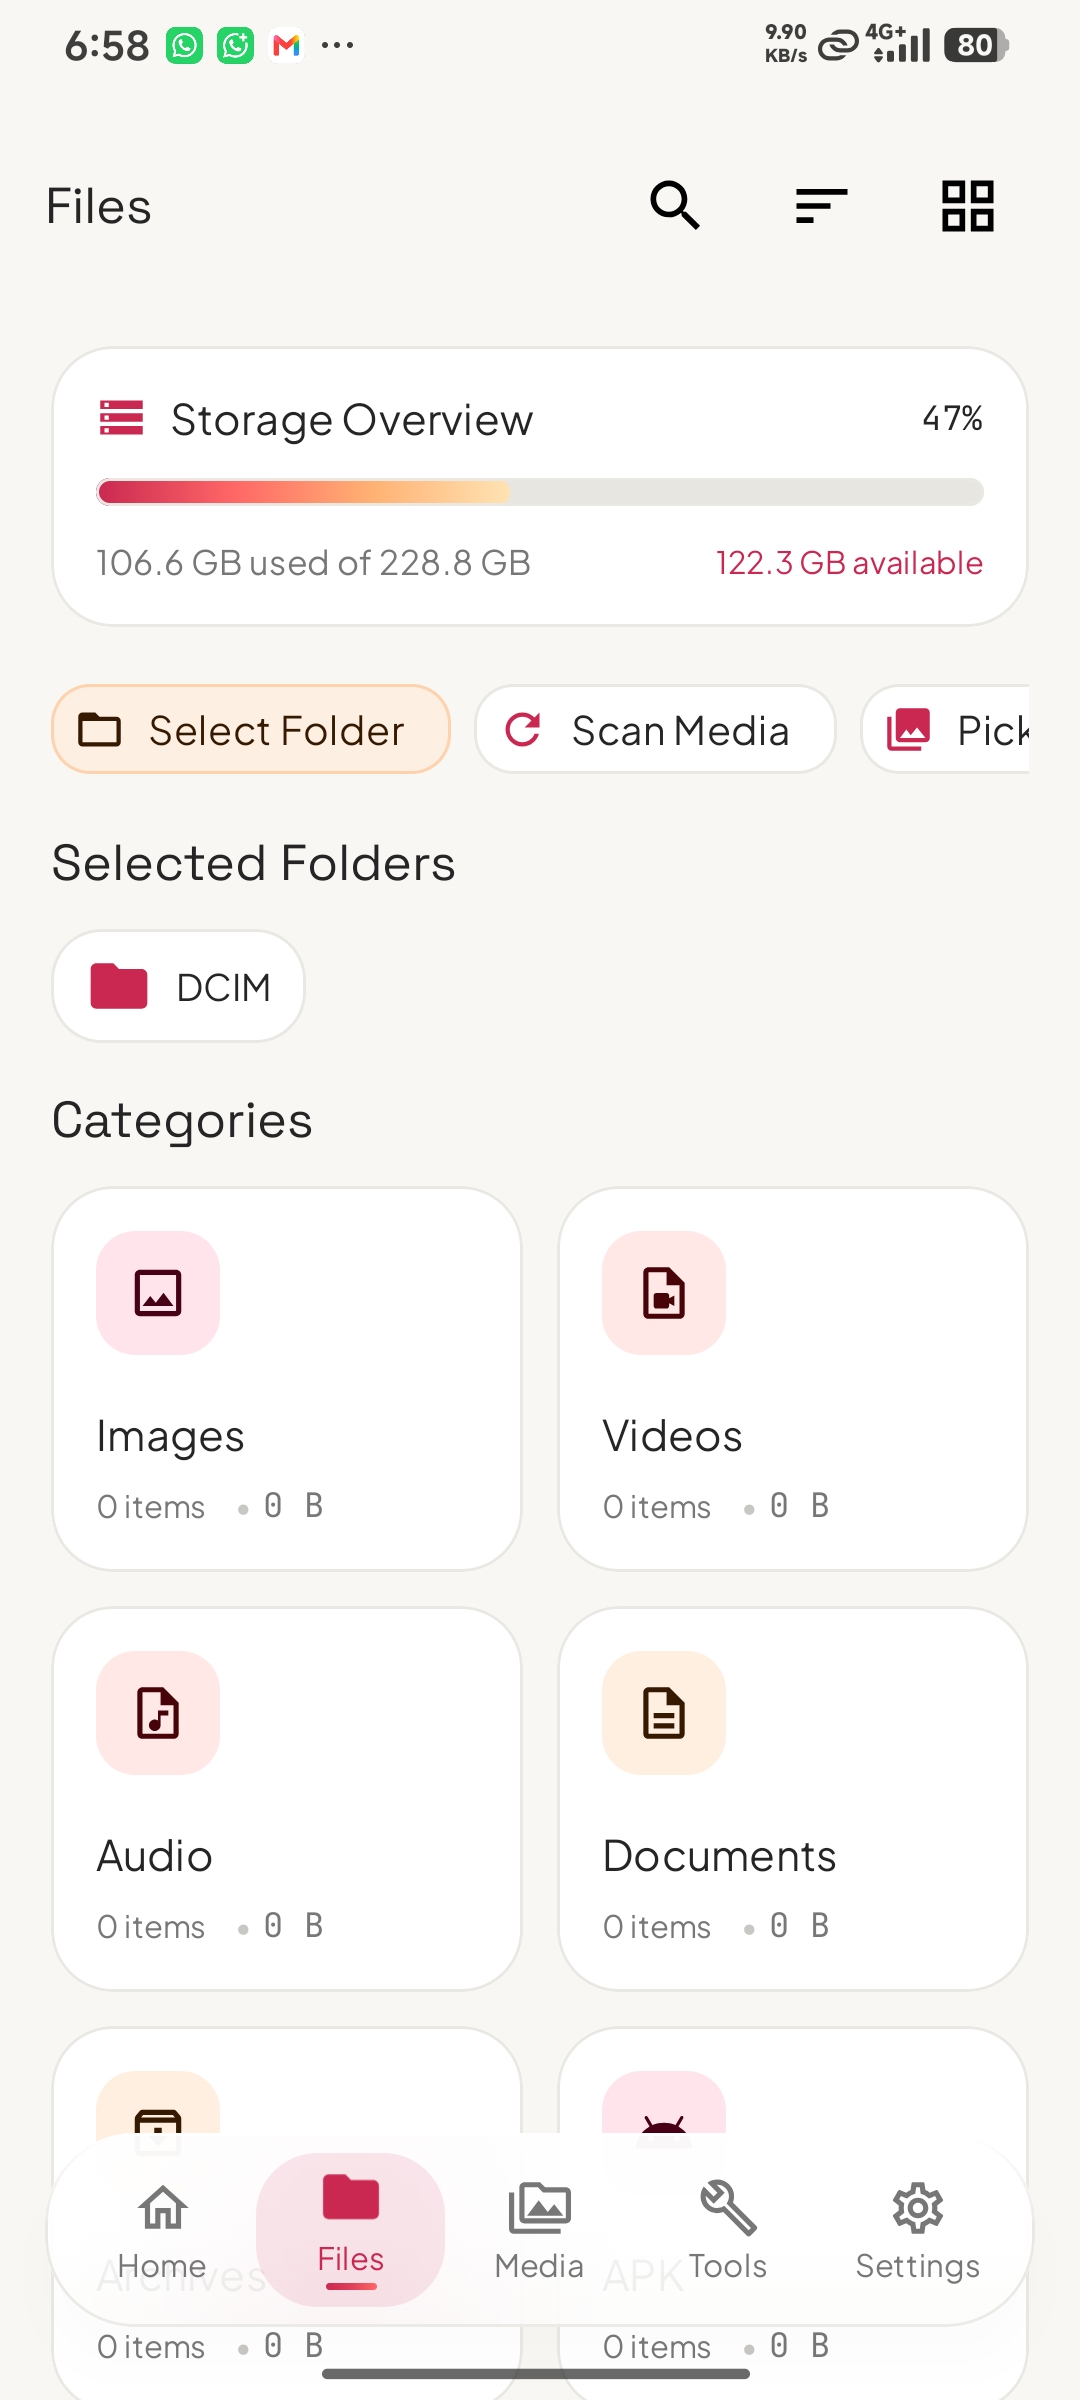 6:58 9.90 KB/s 4G+ 80
Files
Storage Overview 47%
106.6 GB used of 228.8 GB 122.3 GB available
Select Folder Scan Media Pick
Selected Folders
DCIM
Categories
Images Videos
0 items • 0 B 0 items • 0 B
Audio Documents
0 items • 0 B 0 items • 0 B
Archives APK
Home Files Media Tools Settings
0 items • 0 B 0 items • 0 B